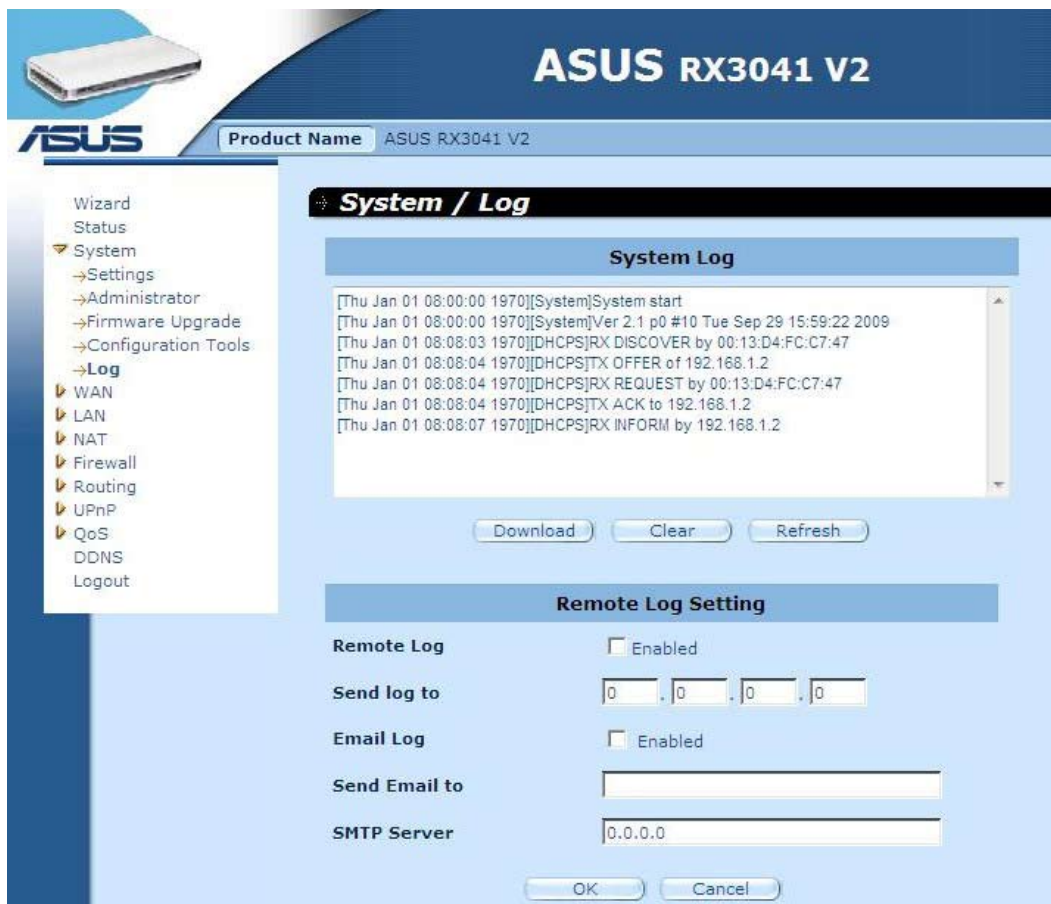 ASUS RX3041 V2
ASUS
Product Name ASUS RX3041 V2
Wizard
Status
System
→Settings
→Administrator
→Firmware Upgrade
→Configuration Tools
→Log
WAN
LAN
NAT
Firewall
Routing
UPnP
QoS
DDNS
Logout
System / Log
System Log
[Thu Jan 01 08:00:00 1970][System]System start
[Thu Jan 01 08:00:00 1970][System]Ver 2.1 p0 #10 Tue Sep 29 15:59:22 2009
[Thu Jan 01 08:08:03 1970][DHCPS]RX DISCOVER by 00:13:D4:FC:C7:47
[Thu Jan 01 08:08:04 1970][DHCPS]TX OFFER of 192.168.1.2
[Thu Jan 01 08:08:04 1970][DHCPS]RX REQUEST by 00:13:D4:FC:C7:47
[Thu Jan 01 08:08:04 1970][DHCPS]TX ACK to 192.168.1.2
[Thu Jan 01 08:08:07 1970][DHCPS]RX INFORM by 192.168.1.2
Download Clear Refresh
Remote Log Setting
Remote Log Enabled
Send log to 0 . 0 . 0 . 0
Email Log Enabled
Send Email to
SMTP Server 0.0.0.0
OK Cancel